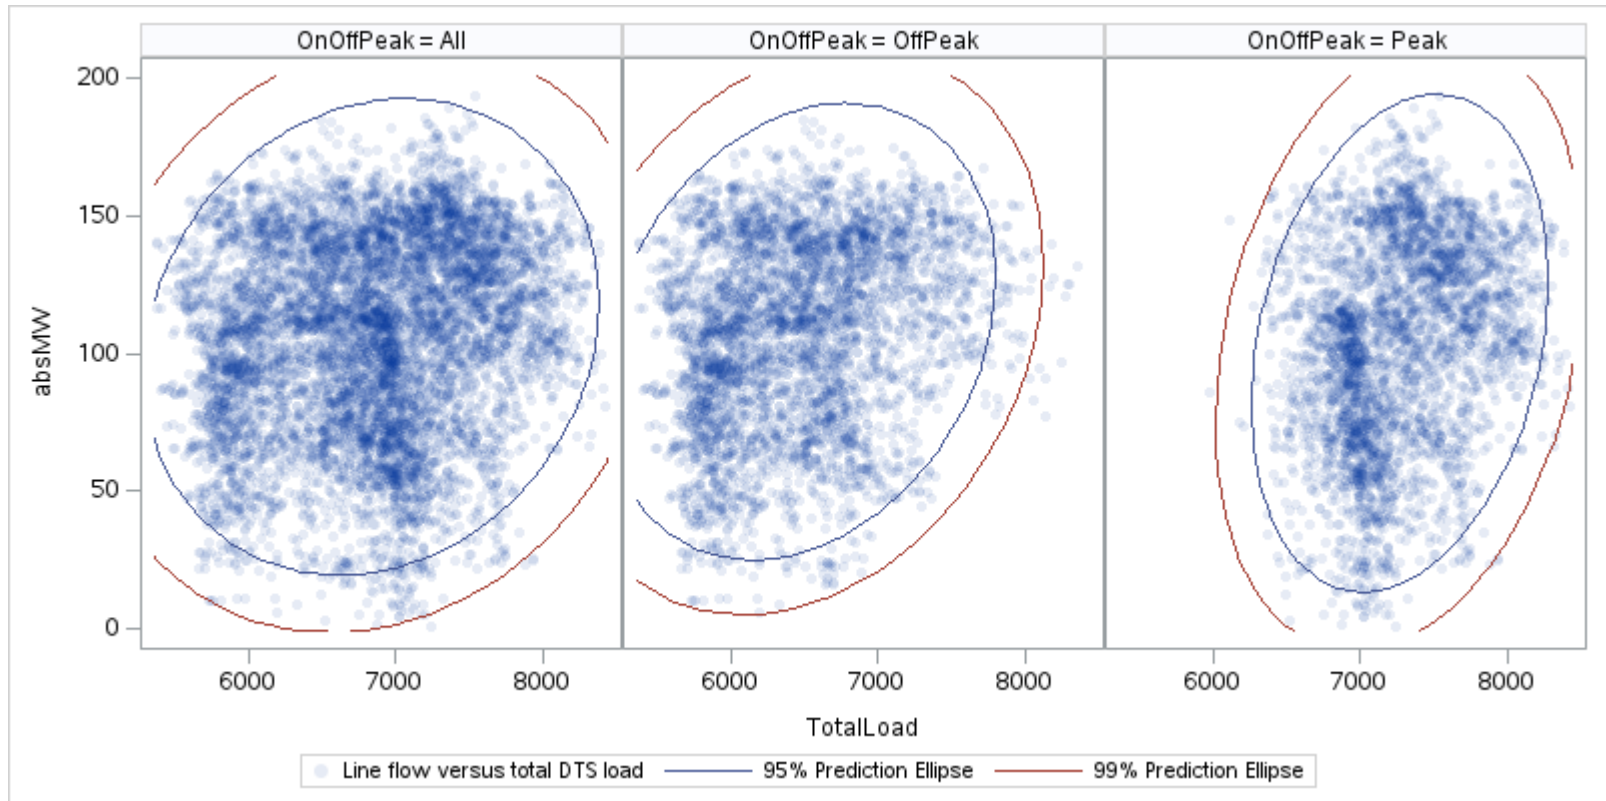 OnOffPeak = All
OnOffPeak = OffPeak
OnOffPeak = Peak
absMW
200
150
100
50
0
6000 7000 8000
6000 7000 8000
6000 7000 8000
TotalLoad
Line flow versus total DTS load
95% Prediction Ellipse
99% Prediction Ellipse